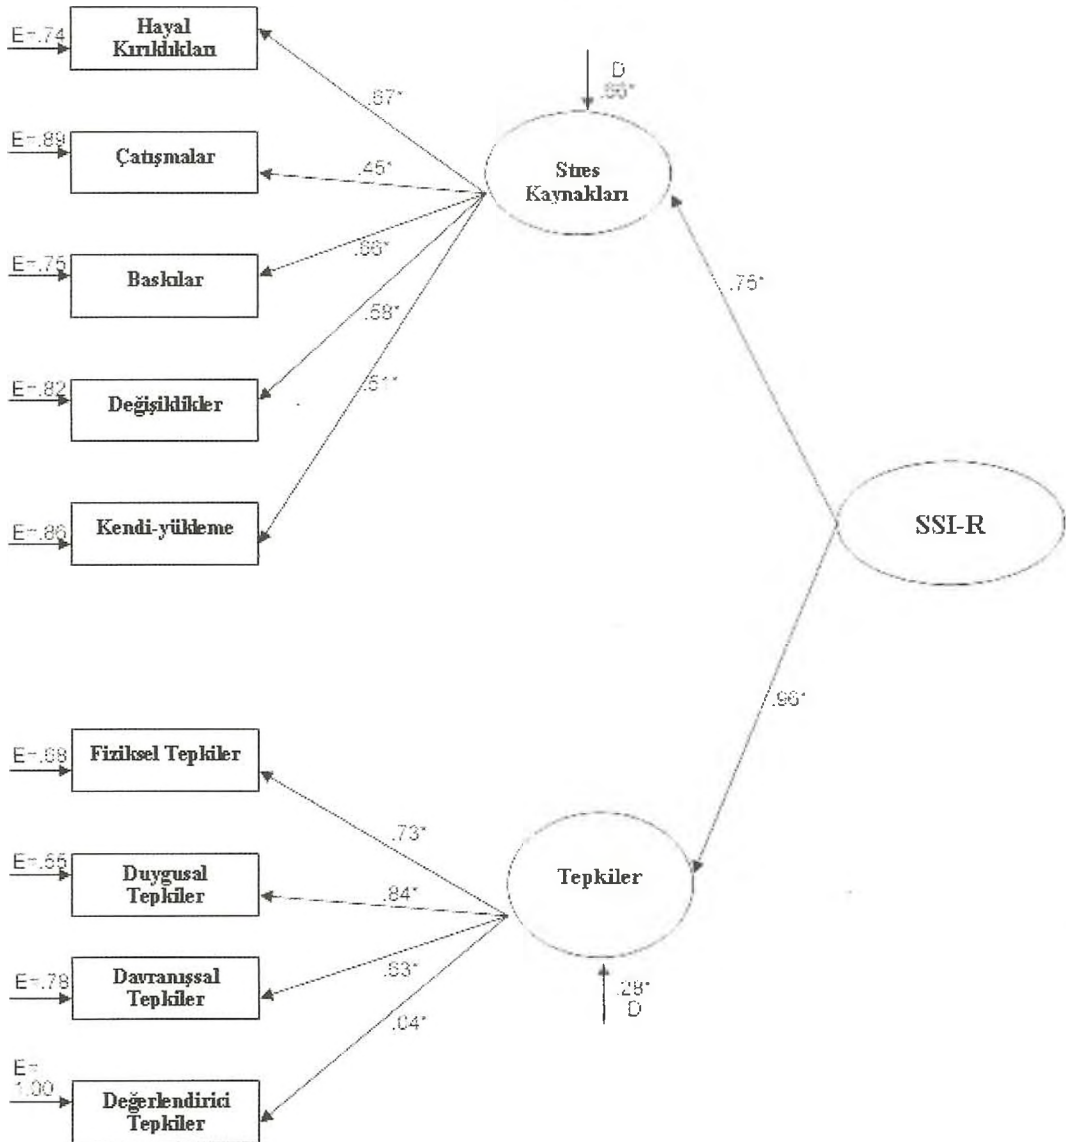 E=.74
Hayal
Kırıklıkları
.67*
D
.66*
E=.89
Çatışmalar
.45*
Stres
Kaynakları
E=.75
Baskılar
.66*
.75*
E=.82
Değişiklikler
.58*
.51*
E=.86
Kendi-yükleme
SSI-R
.96*
E=.68
Fiziksel Tepkiler
.73*
E=.55
Duygusal
Tepkiler
.84*
Tepkiler
E=.78
Davranışsal
Tepkiler
.63*
.28*
D
.04*
E=
1.00
Değerlendirici
Tepkiler